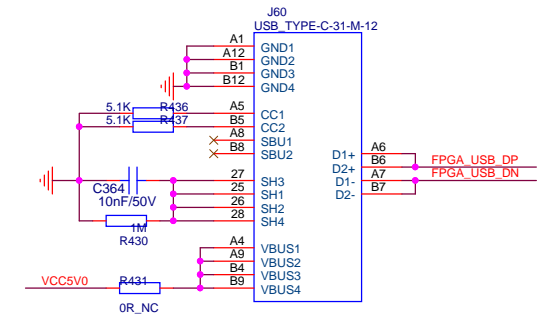 J60
USB_TYPE-C-31-M-12
A1 GND1
A12 GND2
B1 GND3
B12 GND4
5.1K R436 A5 CC1
5.1K R437 B5 CC2
A8 SBU1
B8 SBU2
D1+ A6
D2+ B6 FPGA_USB_DP
D1- A7 FPGA_USB_DN
D2- B7
27 SH3
C364 25 SH1
10nF/50V 26 SH2
1M 28 SH4
R430
A4 VBUS1
A9 VBUS2
VCC5V0 R431 B4 VBUS3
B9 VBUS4
0R_NC